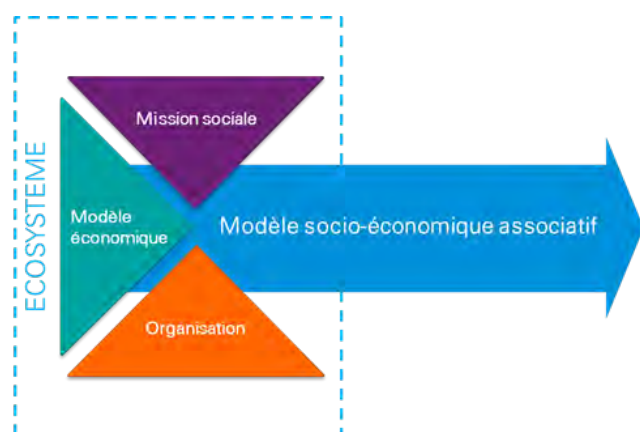 Mission sociale
ECOSYSTEME
Modèle
économique
Modèle socio-économique associatif
Organisation